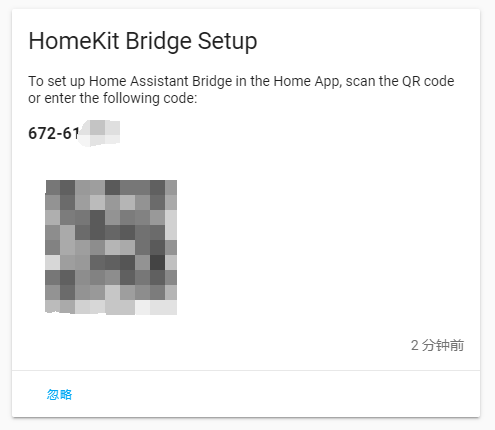 HomeKit Bridge Setup
To set up Home Assistant Bridge in the Home App, scan the QR code
or enter the following code:
672-61
2 分钟前
忽略